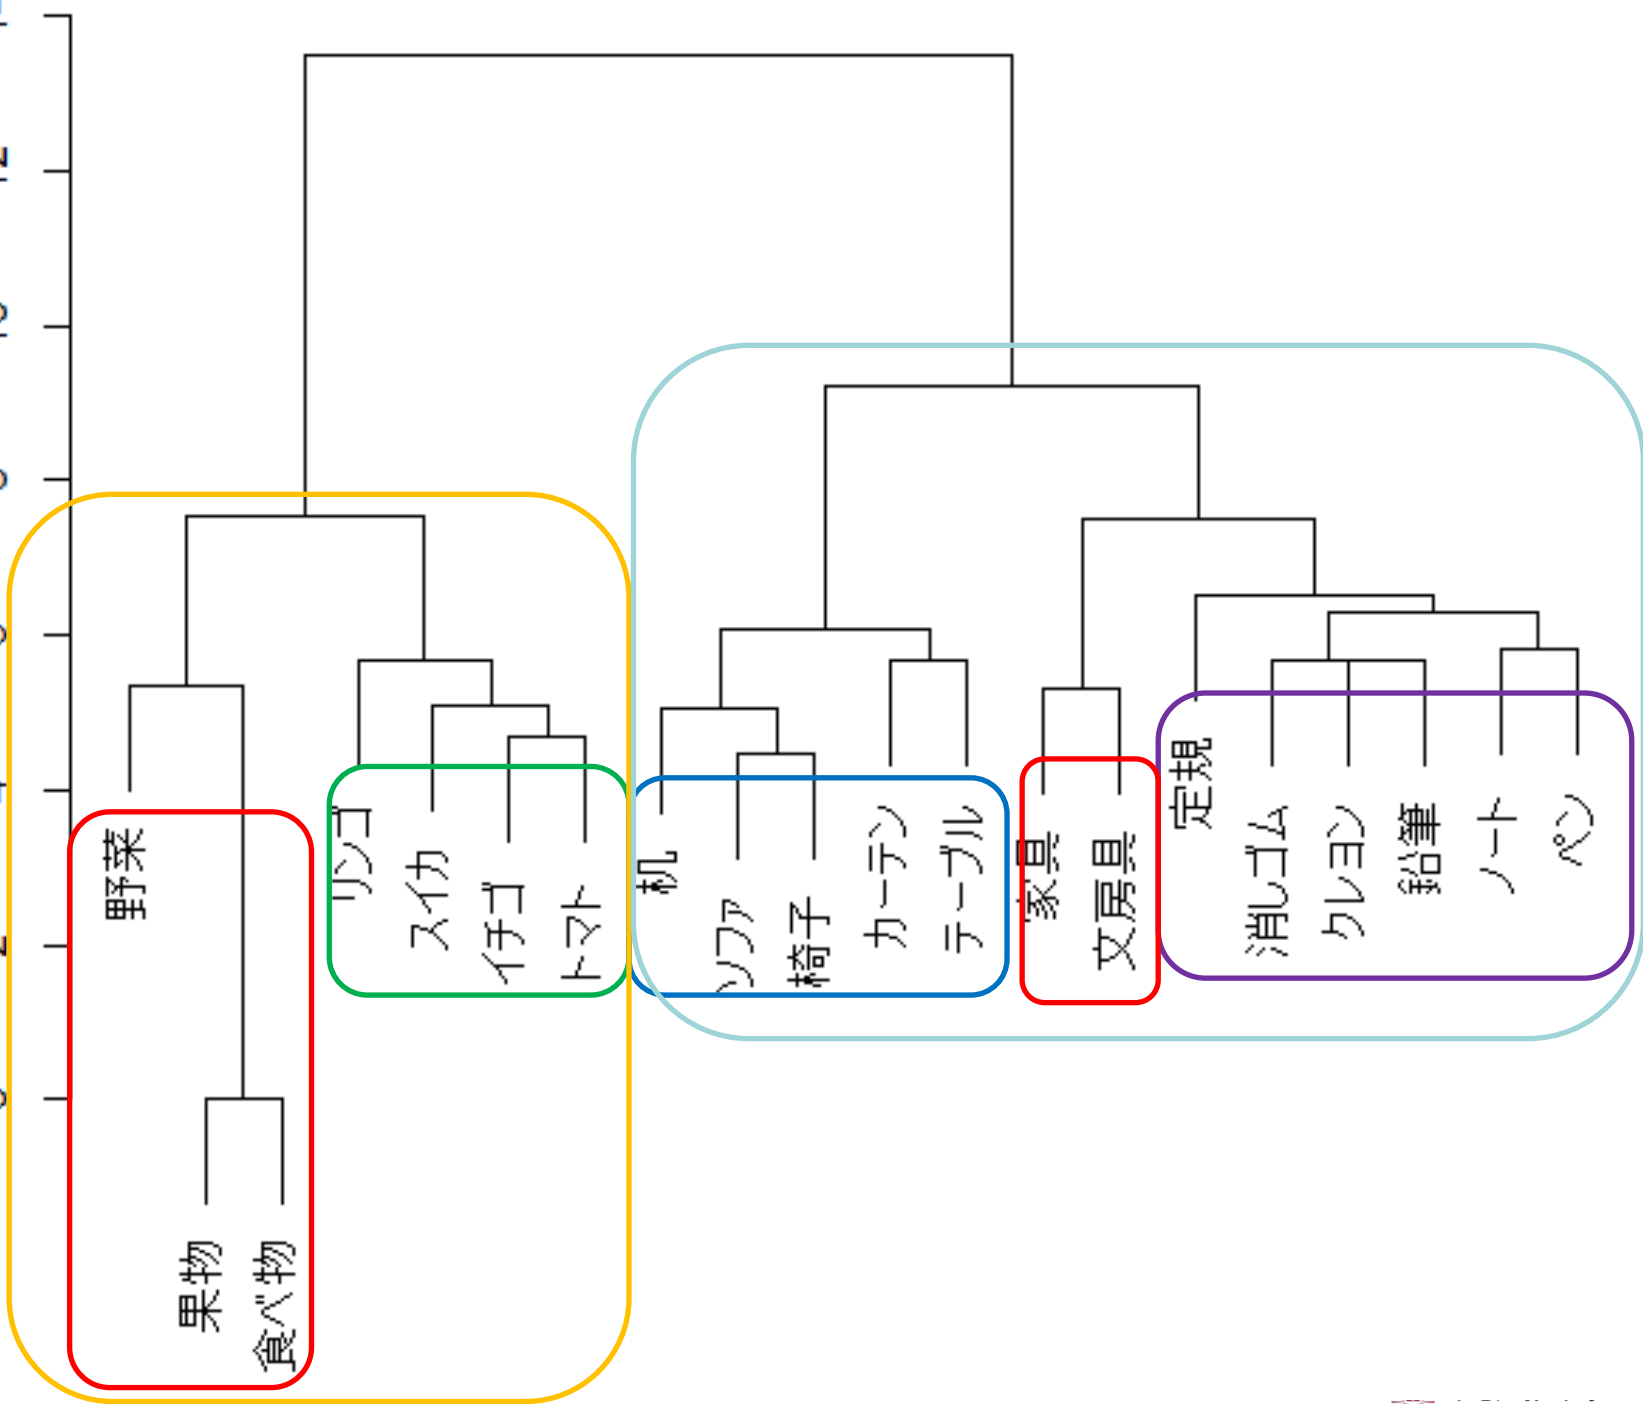 野菜
果物
食べ物
リンゴ
スイカ
イチゴ
トマト
机
ソファ
椅子
カーテン
テーブル
家具
文房具
定規
消しゴム
クレヨン
鉛筆
ノート
ペン